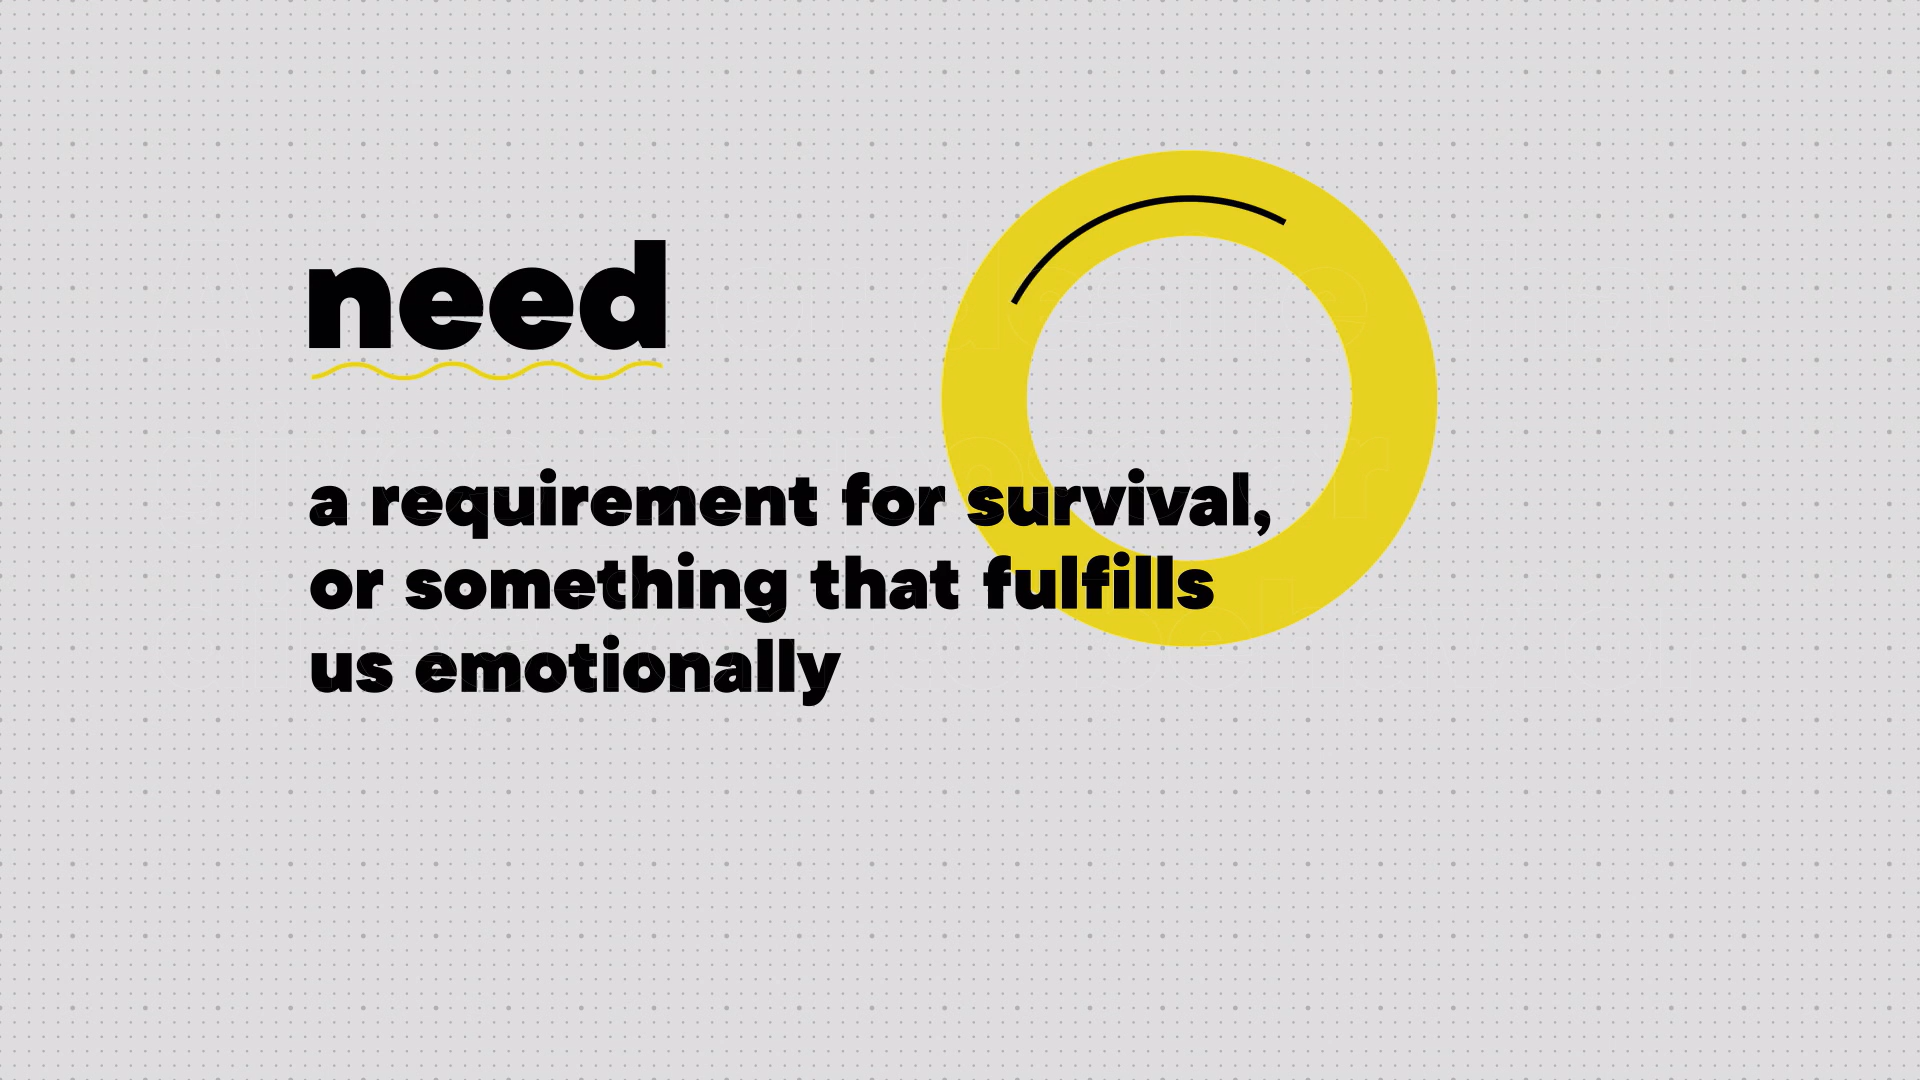 need
a requirement for survival,
or something that fulfills
us emotionally